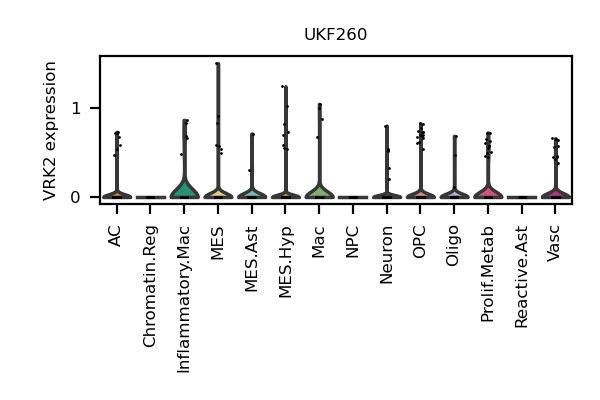 UKF260
VRK2 expression
1
0
AC
Chromatin.Reg
Inflammatory.Mac
MES
MES.Ast
MES.Hyp
Mac
NPC
Neuron
OPC
Oligo
Prolif.Metab
Reactive.Ast
Vasc